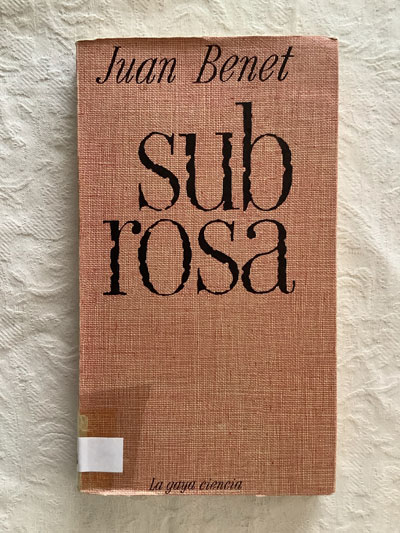 Juan Benet
sub
rosa
La gaya ciencia